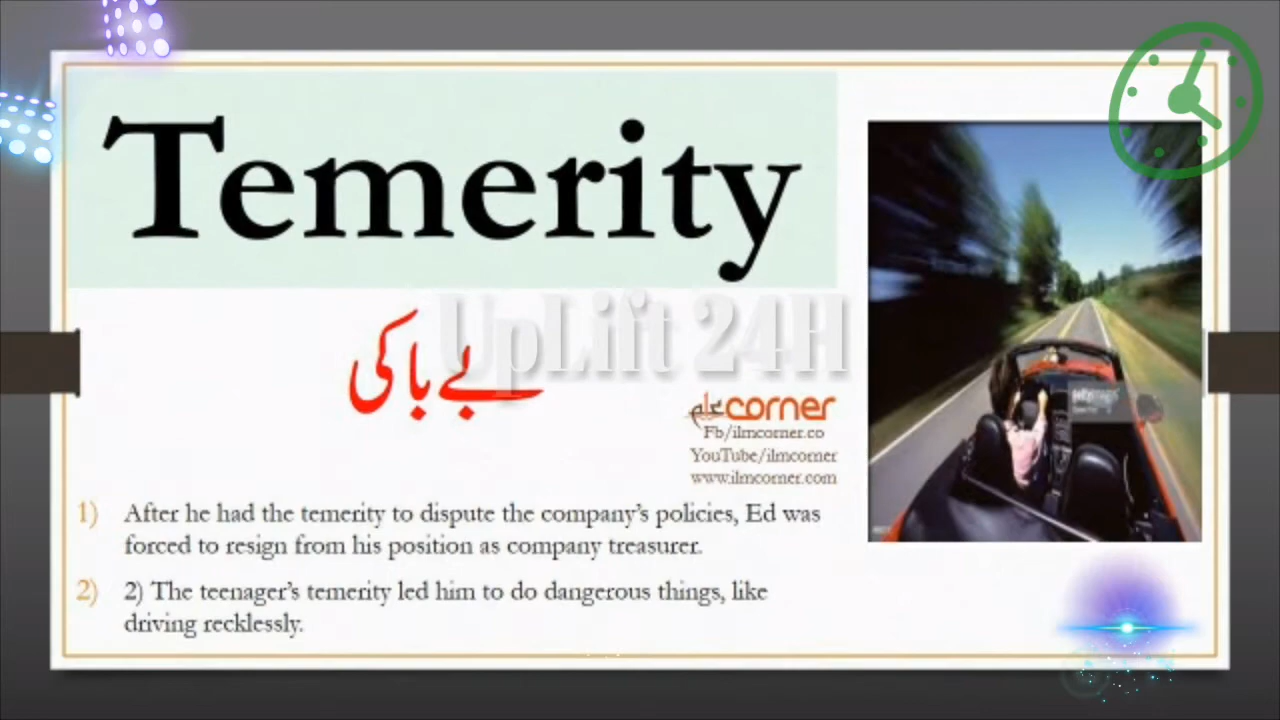 Temerity
بے باکی
UpLift 24H
علم corner
Fb/ilmcorner.co
YouTube/ilmcorner
www.ilmcorner.com
1) After he had the temerity to dispute the company's policies, Ed was
forced to resign from his position as company treasurer.
2) 2) The teenager's temerity led him to do dangerous things, like
driving recklessly.